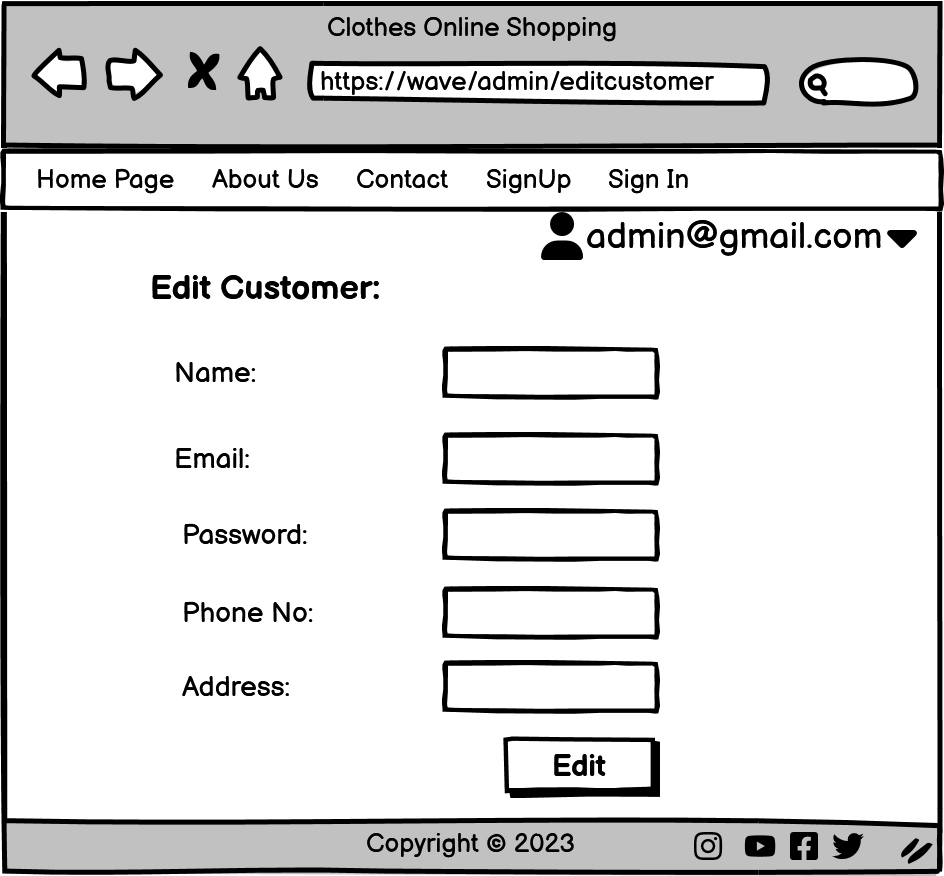 Clothes Online Shopping
https://wave/admin/editcustomer
Home Page About Us Contact SignUp Sign In
admin@gmail.com
Edit Customer:
Name:
Email:
Password:
Phone No:
Address:
Edit
Copyright © 2023